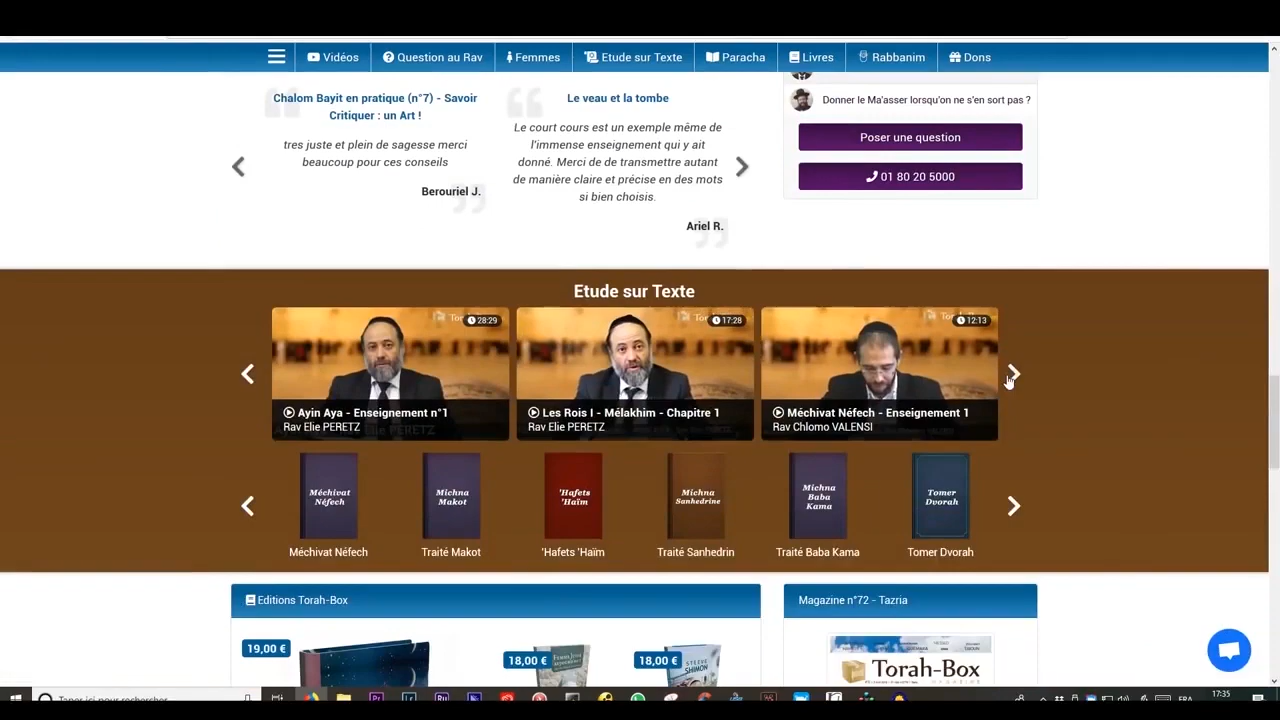 Vidéos
Question au Rav
Femmes
Etude sur Texte
Paracha
Livres
Rabbanim
Dons
Chalom Bayit en pratique (n°7) - Savoir
Critiquer : un Art !
tres juste et plein de sagesse merci
beaucoup pour ces conseils
Berouriel J.
Le veau et la tombe
Le court cours est un exemple même de
l'immense enseignement qui y ait
donné. Merci de de transmettre autant
de manière claire et précise en des mots
si bien choisis.
Ariel R.
Donner le Ma'asser lorsqu'on ne s'en sort pas ?
Poser une question
01 80 20 5000
Etude sur Texte
28:29
Ayin Aya - Enseignement n°1
Rav Elie PERETZ
17:28
Les Rois I - Mélakhim - Chapitre 1
Rav Elie PERETZ
12:13
Méchivat Néfech - Enseignement 1
Rav Chlomo VALENSI
Méchivat
Néfech
Michna
Makot
'Hafets
'Haïm
Michna
Sanhedrine
Michna
Baba
Kama
Tomer
Dvorah
Méchivat Néfech
Traité Makot
'Hafets 'Haïm
Traité Sanhedrin
Traité Baba Kama
Tomer Dvorah
Editions Torah-Box
19,00 €
18,00 €
18,00 €
Magazine n°72 - Tazria
Torah-Box
Taper ici pour rechercher
FRA
17:35